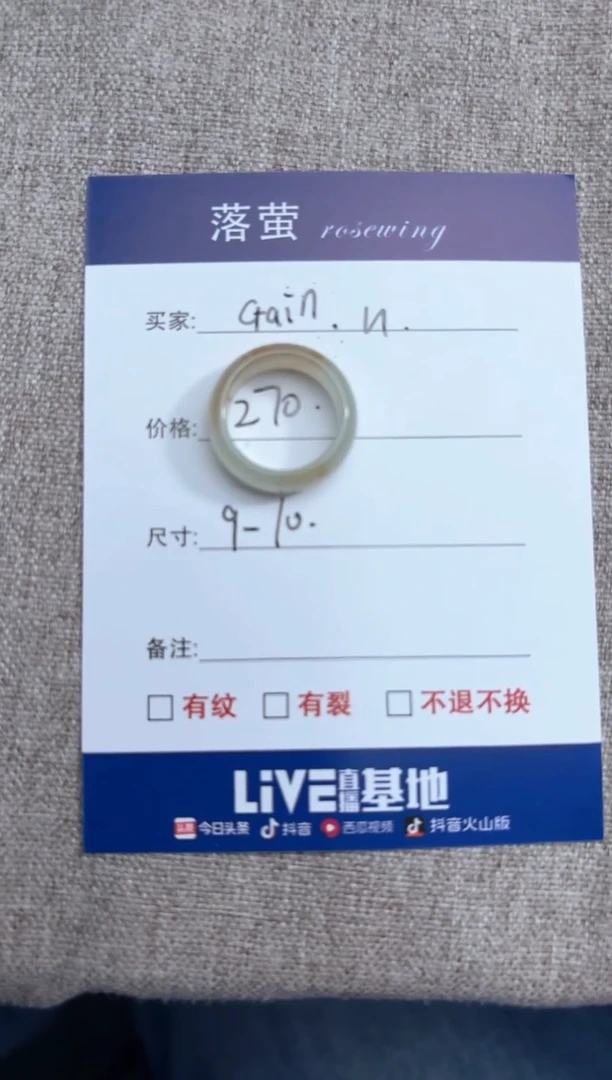 落萤 rosewing
买家: Gain. n.
价格: 270.
尺寸: 9-10.
备注:
有纹 有裂 不退不换
LiVE直播基地
头条 今日头条 抖音 西瓜视频 抖音火山版